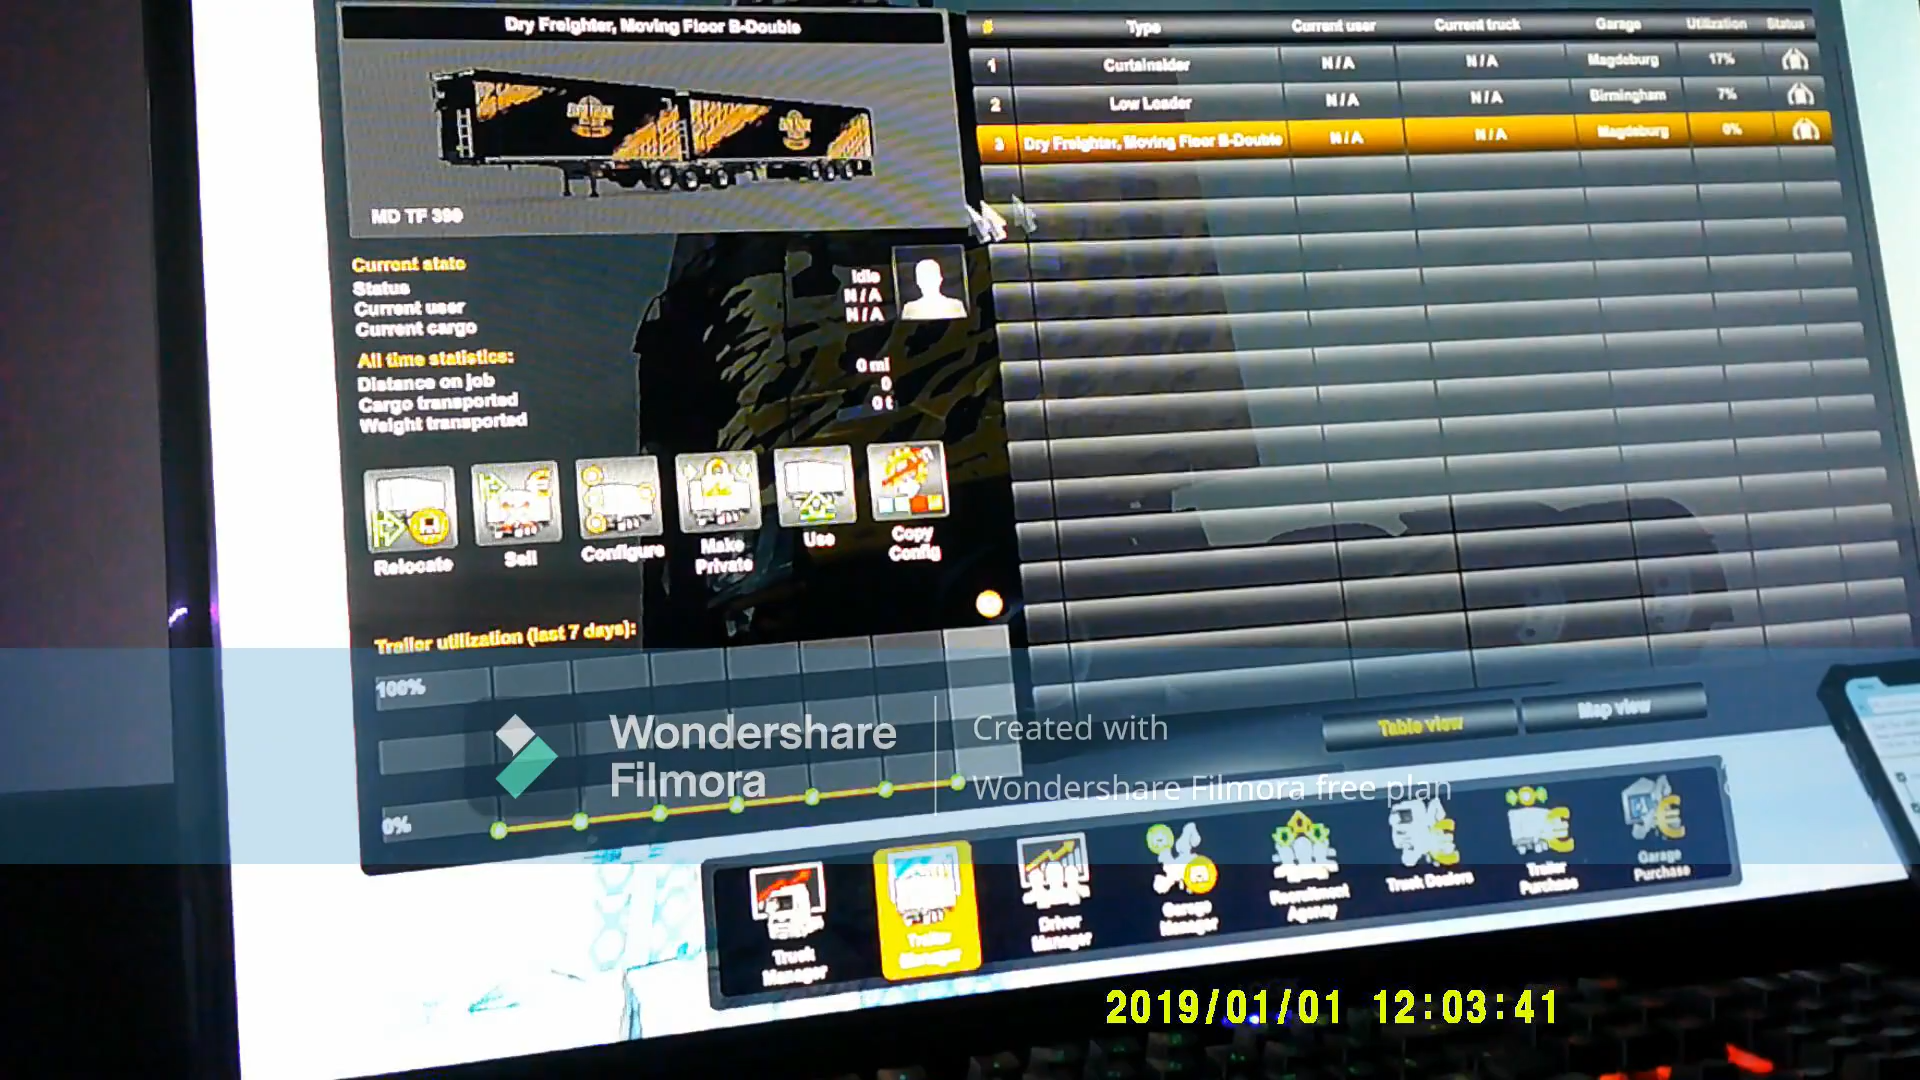 Dry Freighter, Moving Floor B-Double
MD TF 390
Current state
Status Idle
Current user N/A
Current cargo N/A
All time statistics:
Distance on job 0 mi
Cargo transported 0
Weight transported 0 t
Relocate
Sell
Configure
Make
Private
Use
Copy
Config
Trailer utilization (last 7 days):
100%
0%
# Type Current user Current truck Garage Utilization Status
1 Curtainsider N/A N/A Magdeburg 17%
2 Low Loader N/A N/A Birmingham 7%
3 Dry Freighter, Moving Floor B-Double N/A N/A Magdeburg 0%
Table view
Map view
Wondershare
Filmora
Created with
Wondershare Filmora free plan
Truck
Manager
Trailer
Manager
Driver
Manager
Garage
Manager
Recruitment
Agency
Truck Dealers
Trailer
Purchase
Garage
Purchase
2019/01/01 12:03:41